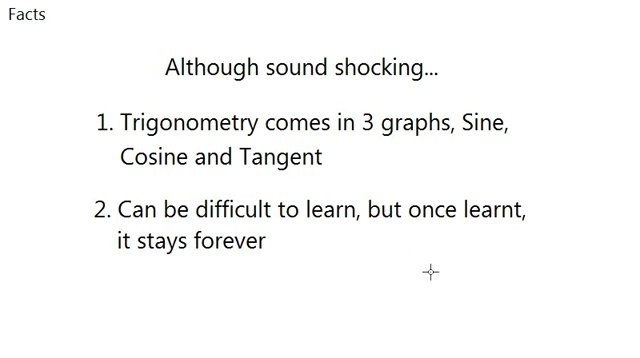 Facts
Although sound shocking...
1. Trigonometry comes in 3 graphs, Sine,
Cosine and Tangent
2. Can be difficult to learn, but once learnt,
it stays forever